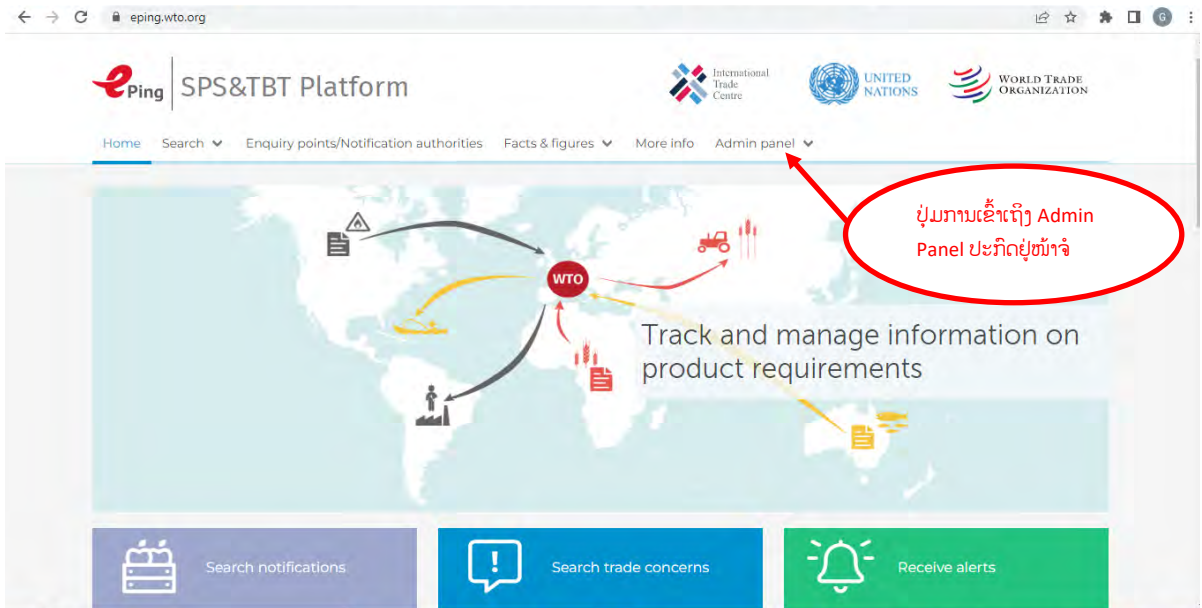 eping.wto.org
G
ePing SPS&TBT Platform
International
Trade
Centre
UNITED
NATIONS
WORLD TRADE
ORGANIZATION
Home Search Enquiry points/Notification authorities Facts & figures More info Admin panel
ປຸ່ມການເຂົ້າເຖິງ Admin
Panel ປະກົດຢູ່ໜ້າຈໍ
WTO
Track and manage information on
product requirements
Search notifications
Search trade concerns
Receive alerts